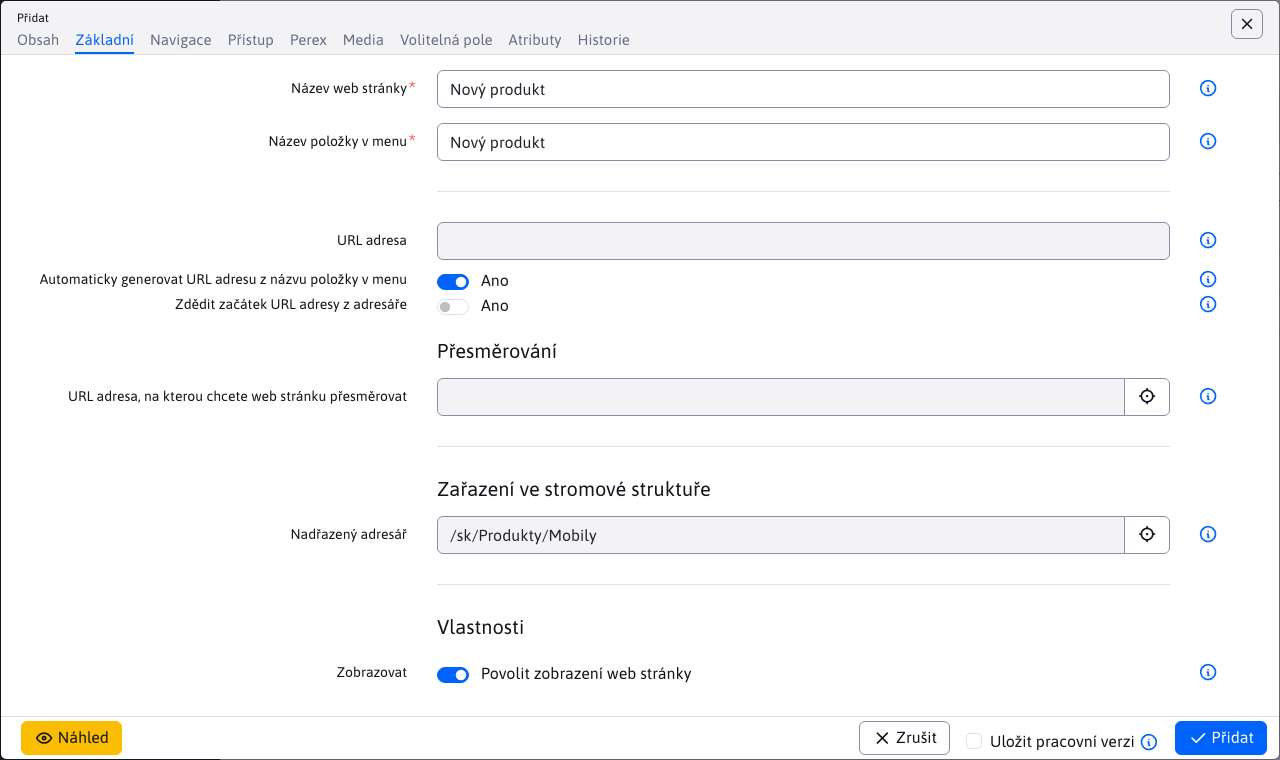 Přidat
Obsah Základní Navigace Přístup Perex Media Volitelná pole Atributy Historie
Název web stránky* Nový produkt
Název položky v menu* Nový produkt
URL adresa
Automaticky generovat URL adresu z názvu položky v menu Ano
Zdědit začátek URL adresy z adresáře Ano
Přesměrování
URL adresa, na kterou chcete web stránku přesměrovat
Zařazení ve stromové struktuře
Nadřazený adresář /sk/Produkty/Mobily
Vlastnosti
Zobrazovat Povolit zobrazení web stránky
Náhled Zrušit Uložit pracovní verzi Přidat